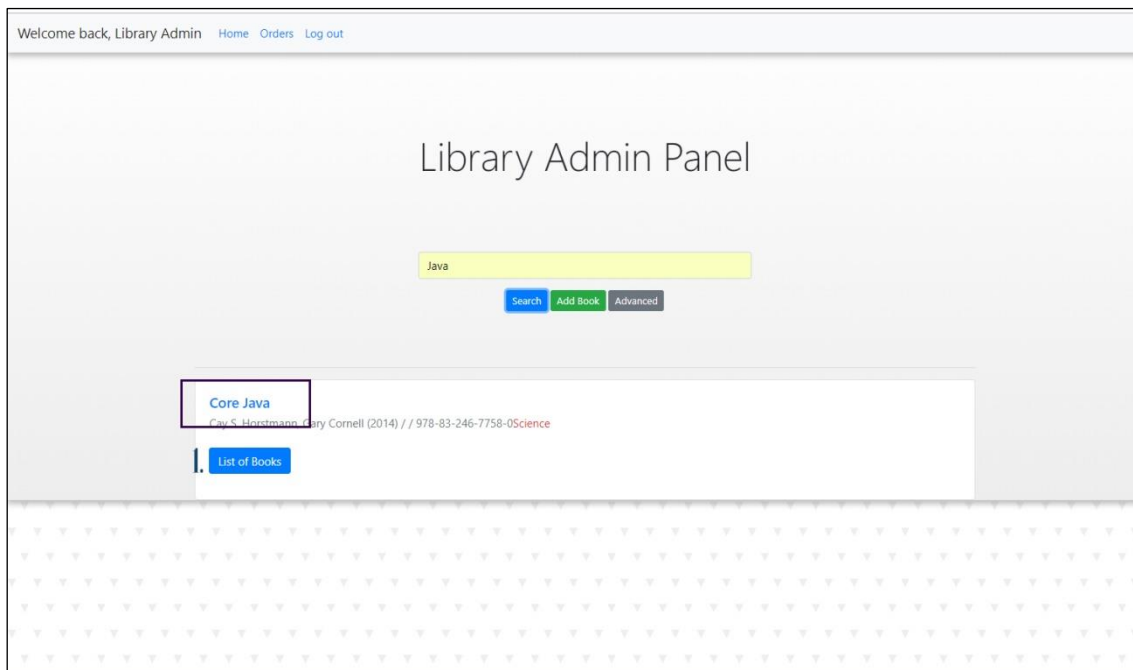 Welcome back, Library Admin Home Orders Log out
Library Admin Panel
Java
Search Add Book Advanced
Core Java
Cay S. Horstmann, Gary Cornell (2014) / / 978-83-246-7758-0Science
1. List of Books